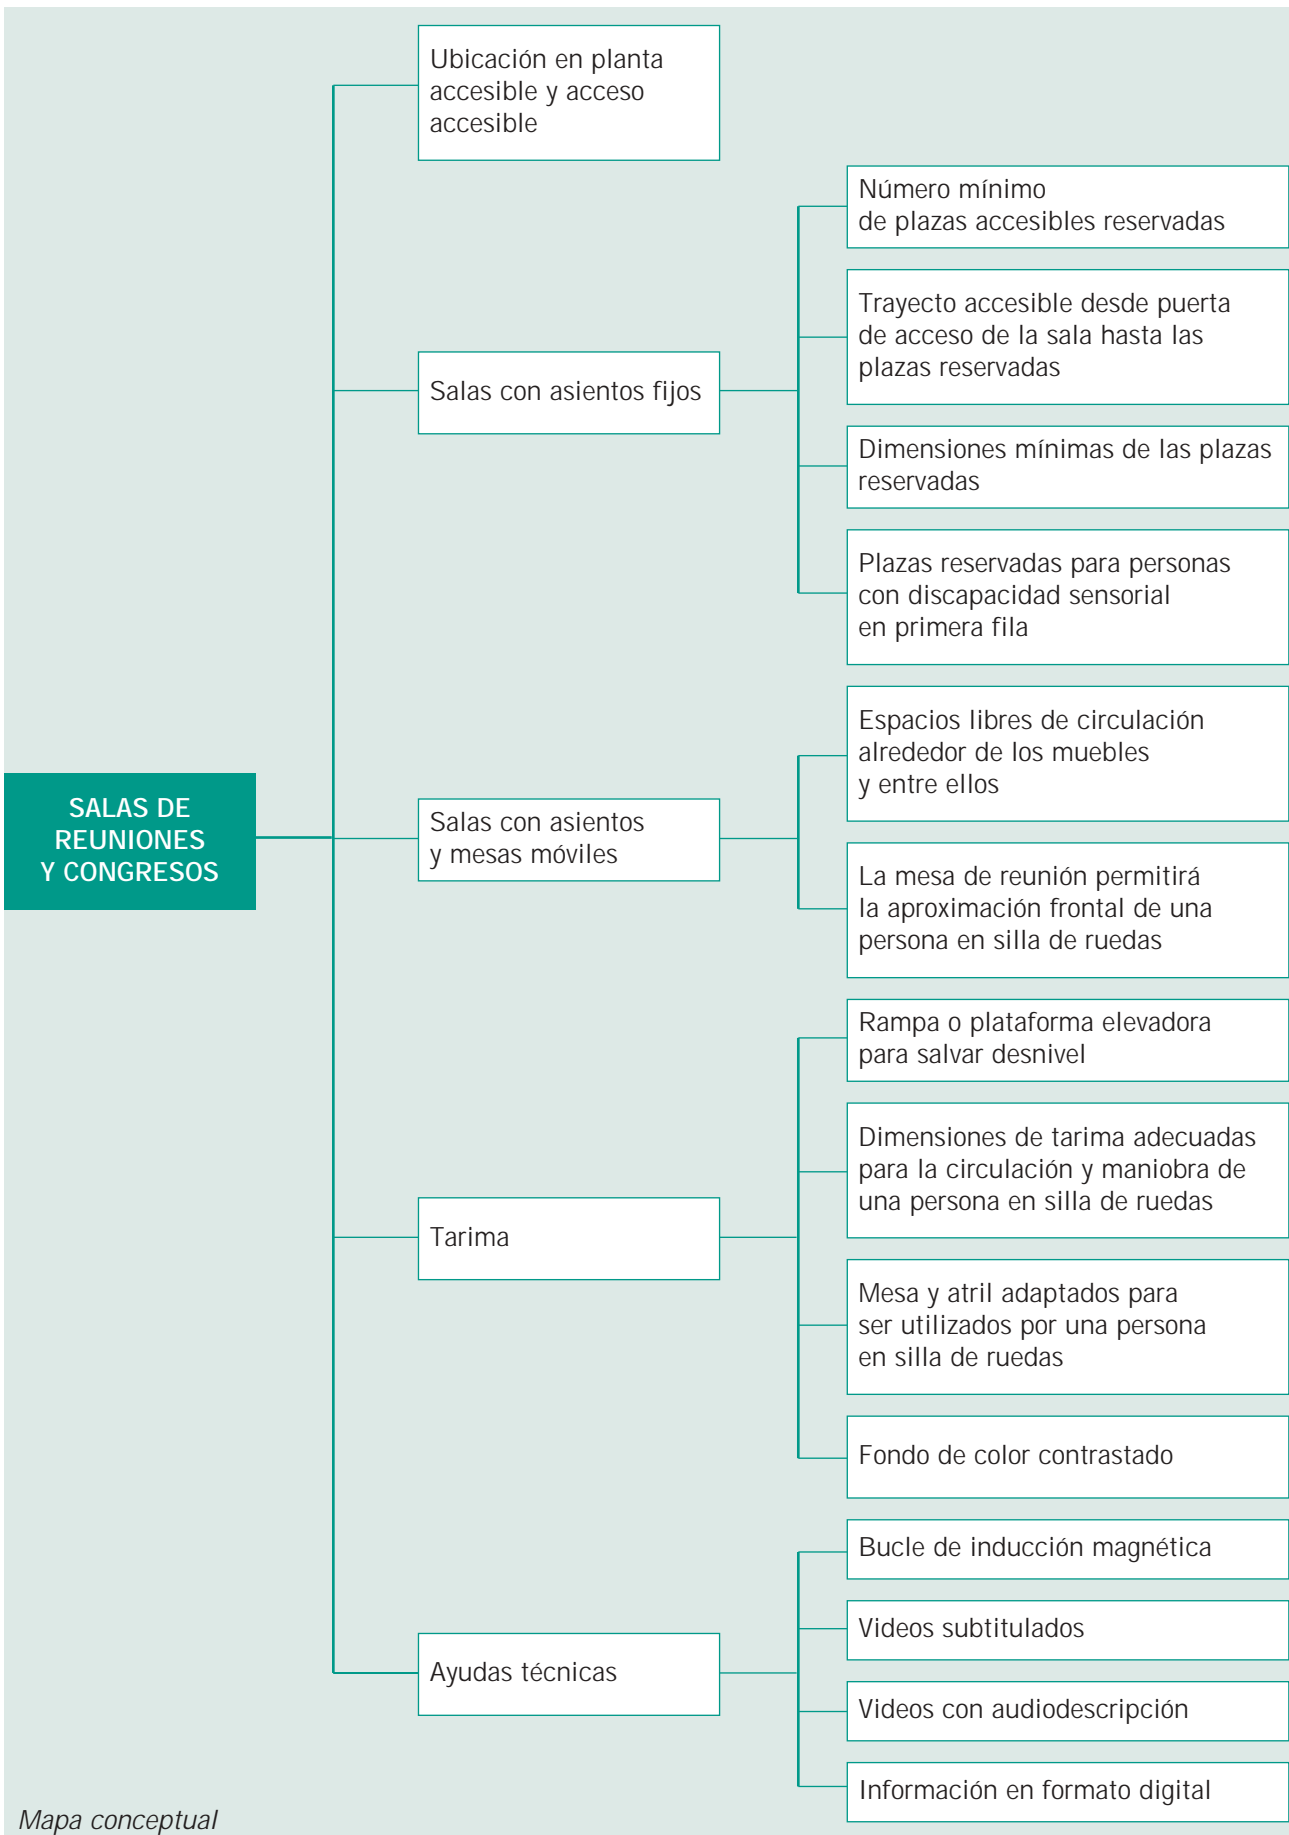 Ubicación en planta
accesible y acceso
accesible
Número mínimo
de plazas accesibles reservadas
Trayecto accesible desde puerta
de acceso de la sala hasta las
plazas reservadas
Salas con asientos fijos
Dimensiones mínimas de las plazas
reservadas
Plazas reservadas para personas
con discapacidad sensorial
en primera fila
Espacios libres de circulación
alrededor de los muebles
y entre ellos
SALAS DE
REUNIONES
Y CONGRESOS
Salas con asientos
y mesas móviles
La mesa de reunión permitirá
la aproximación frontal de una
persona en silla de ruedas
Rampa o plataforma elevadora
para salvar desnivel
Dimensiones de tarima adecuadas
para la circulación y maniobra de
una persona en silla de ruedas
Tarima
Mesa y atril adaptados para
ser utilizados por una persona
en silla de ruedas
Fondo de color contrastado
Bucle de inducción magnética
Videos subtitulados
Ayudas técnicas
Videos con audiodescripción
Información en formato digital
Mapa conceptual